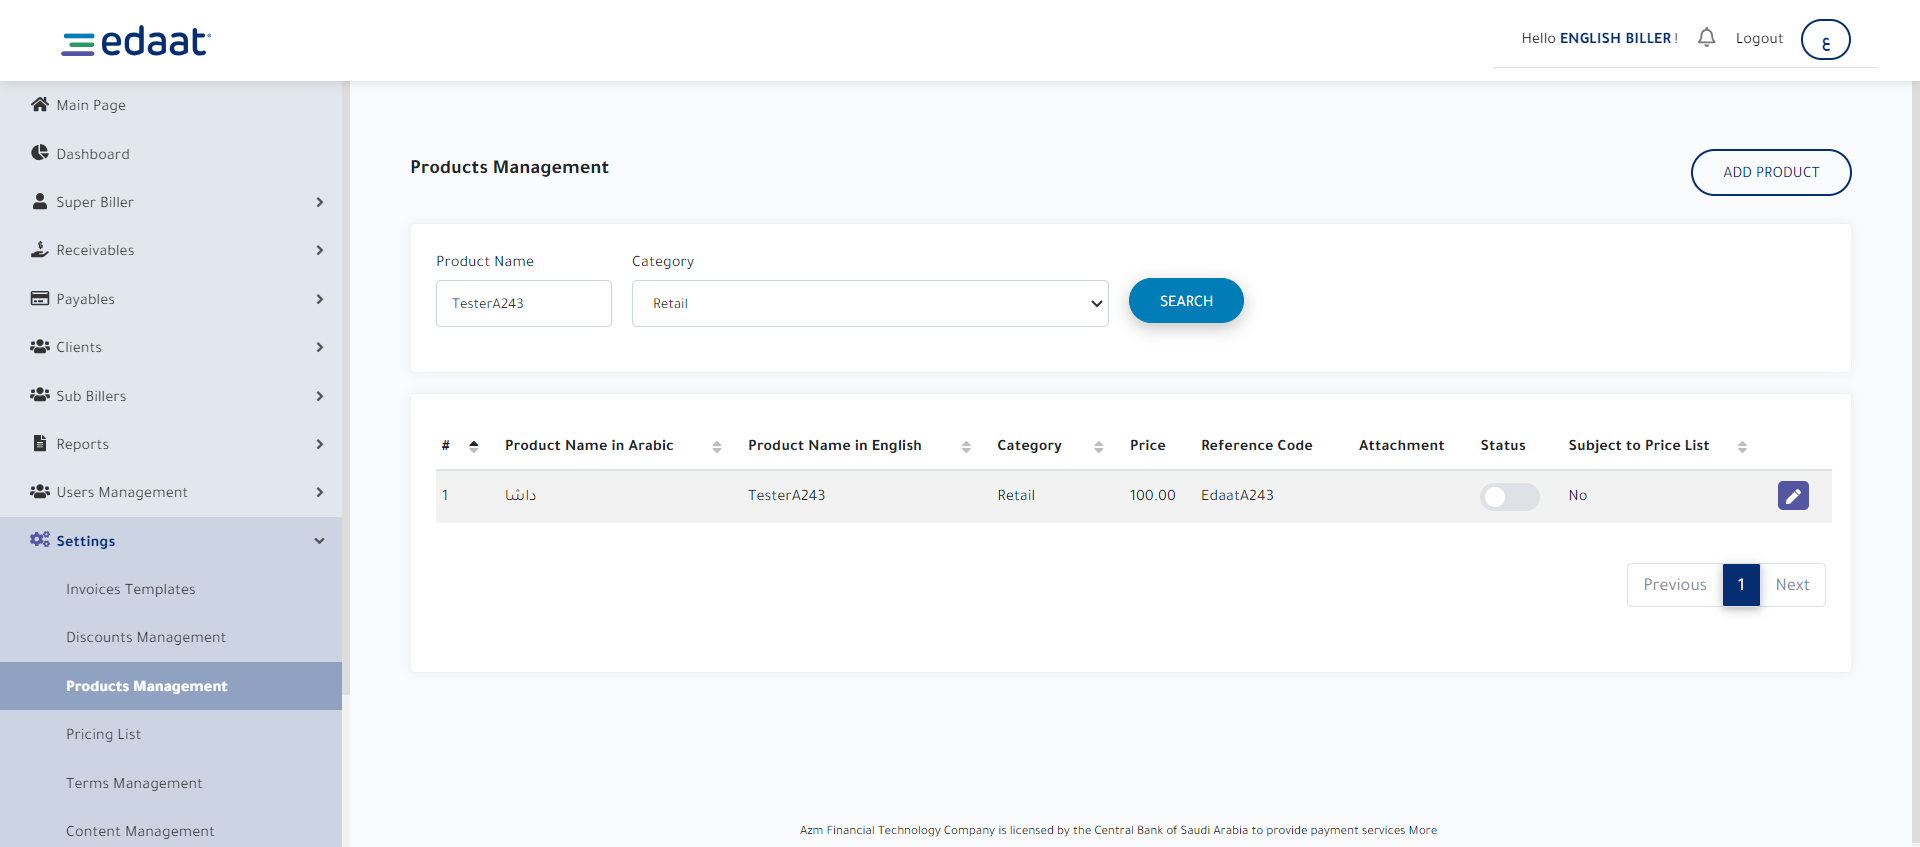 edaat
Hello ENGLISH BILLER !
Logout
ع
Main Page
Dashboard
Super Biller
Receivables
Payables
Clients
Sub Billers
Reports
Users Management
Settings
Invoices Templates
Discounts Management
Products Management
Pricing List
Terms Management
Content Management
Products Management
ADD PRODUCT
Product Name
Category
TesterA243
Retail
SEARCH
# Product Name in Arabic Product Name in English Category Price Reference Code Attachment Status Subject to Price List
1 داشا TesterA243 Retail 100.00 EdaatA243 No
Previous 1 Next
Azm Financial Technology Company is licensed by the Central Bank of Saudi Arabia to provide payment services More